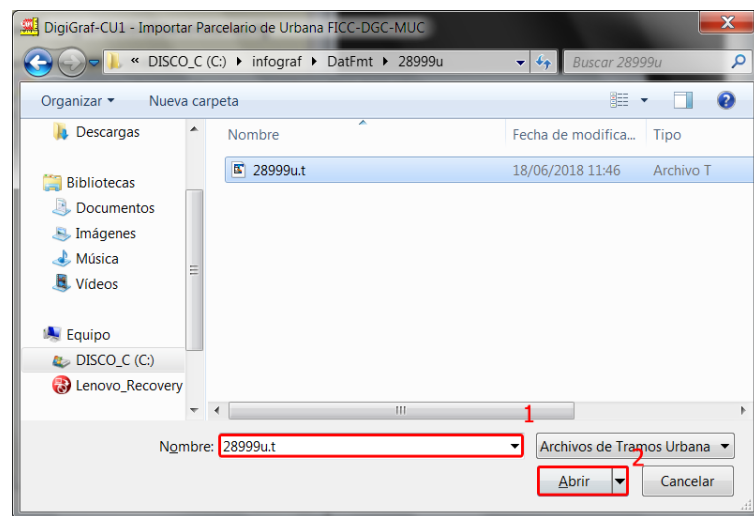 DigiGraf-CU1 - Importar Parcelario de Urbana FICC-DGC-MUC
X
« DISCO_C (C:) infograf DatFmt 28999u
Buscar 28999u
Organizar Nueva carpeta
Descargas
Bibliotecas
Documentos
Imágenes
Música
Vídeos
Equipo
DISCO_C (C:)
Lenovo_Recovery
Nombre Fecha de modifica... Tipo
28999u.t 18/06/2018 11:46 Archivo T
1
Nombre: 28999u.t Archivos de Tramos Urbana
2
Abrir Cancelar